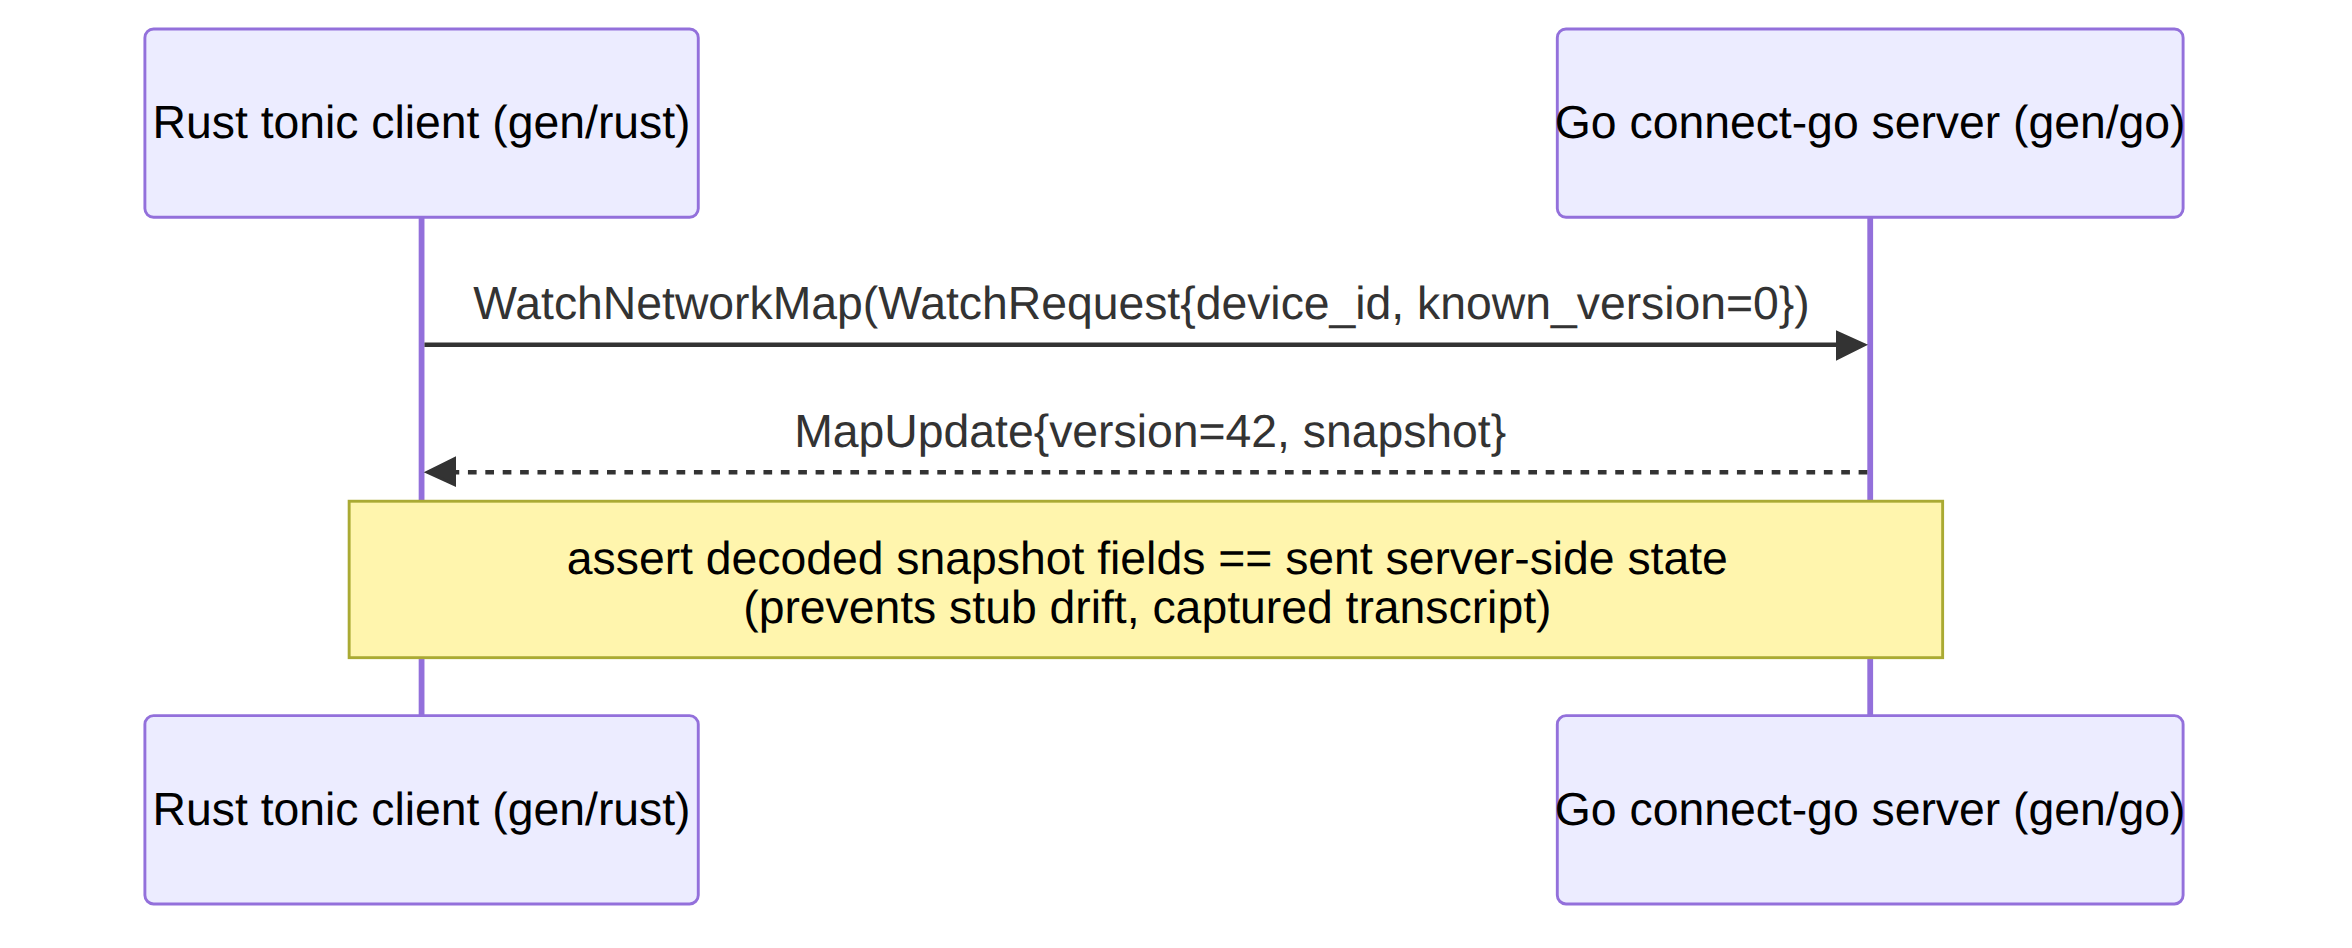 Rust tonic client (gen/rust)
Go connect-go server (gen/go)
WatchNetworkMap(WatchRequest{device_id, known_version=0})
MapUpdate{version=42, snapshot}
assert decoded snapshot fields == sent server-side state
(prevents stub drift, captured transcript)
Rust tonic client (gen/rust)
Go connect-go server (gen/go)